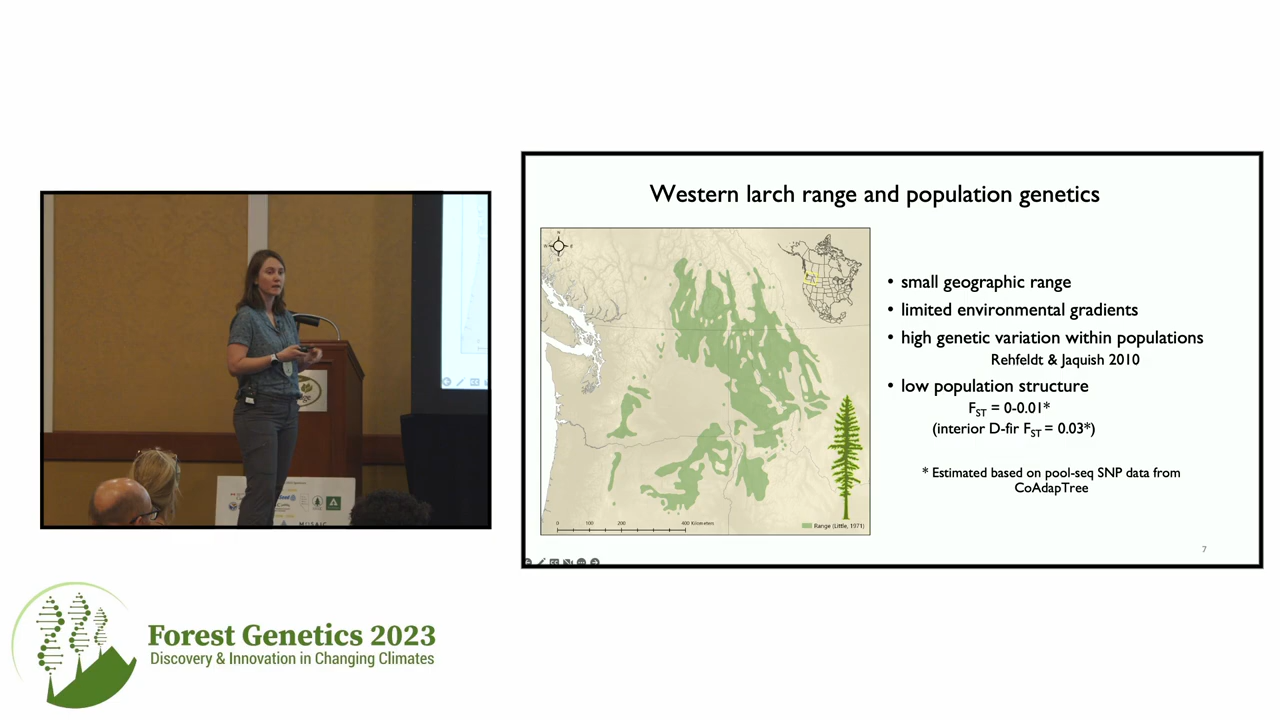 Western larch range and population genetics
N
W
E
S
• small geographic range
• limited environmental gradients
• high genetic variation within populations
Rehfeldt & Jaquish 2010
• low population structure
FST = 0-0.01*
(interior D-fir FST = 0.03*)
* Estimated based on pool-seq SNP data from
CoAdapTree
0 100 200 400 Kilometers
Range (Little, 1971)
7
MOSAIC
Forest Genetics 2023
Discovery & Innovation in Changing Climates